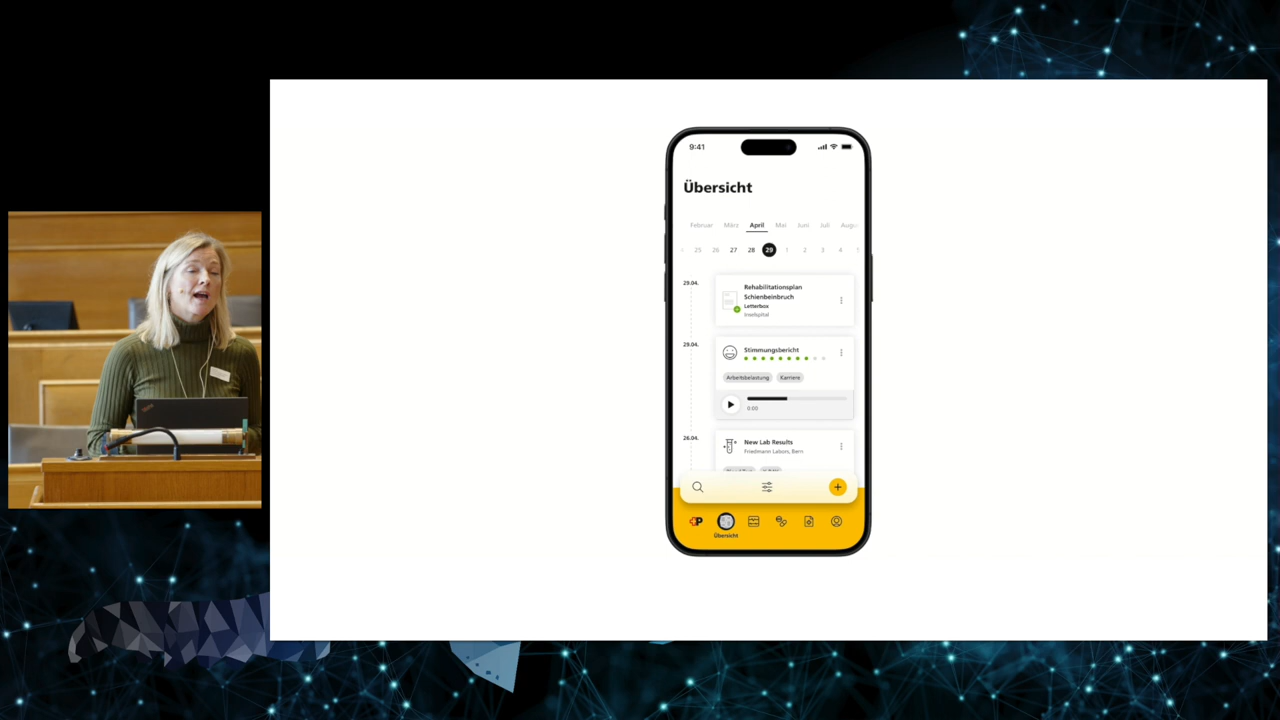 9:41
Übersicht
Februar März April Mai Juni Juli Augu
25 26 27 28 29 1 2 3 4
29.04.
Rehabilitationsplan
Schienbeinbruch
Letterbox
Inselspital
29.04.
Stimmungsbericht
Arbeitsbelastung Karriere
0:00
26.04.
New Lab Results
Friedmann Labors, Bern
P
Übersicht